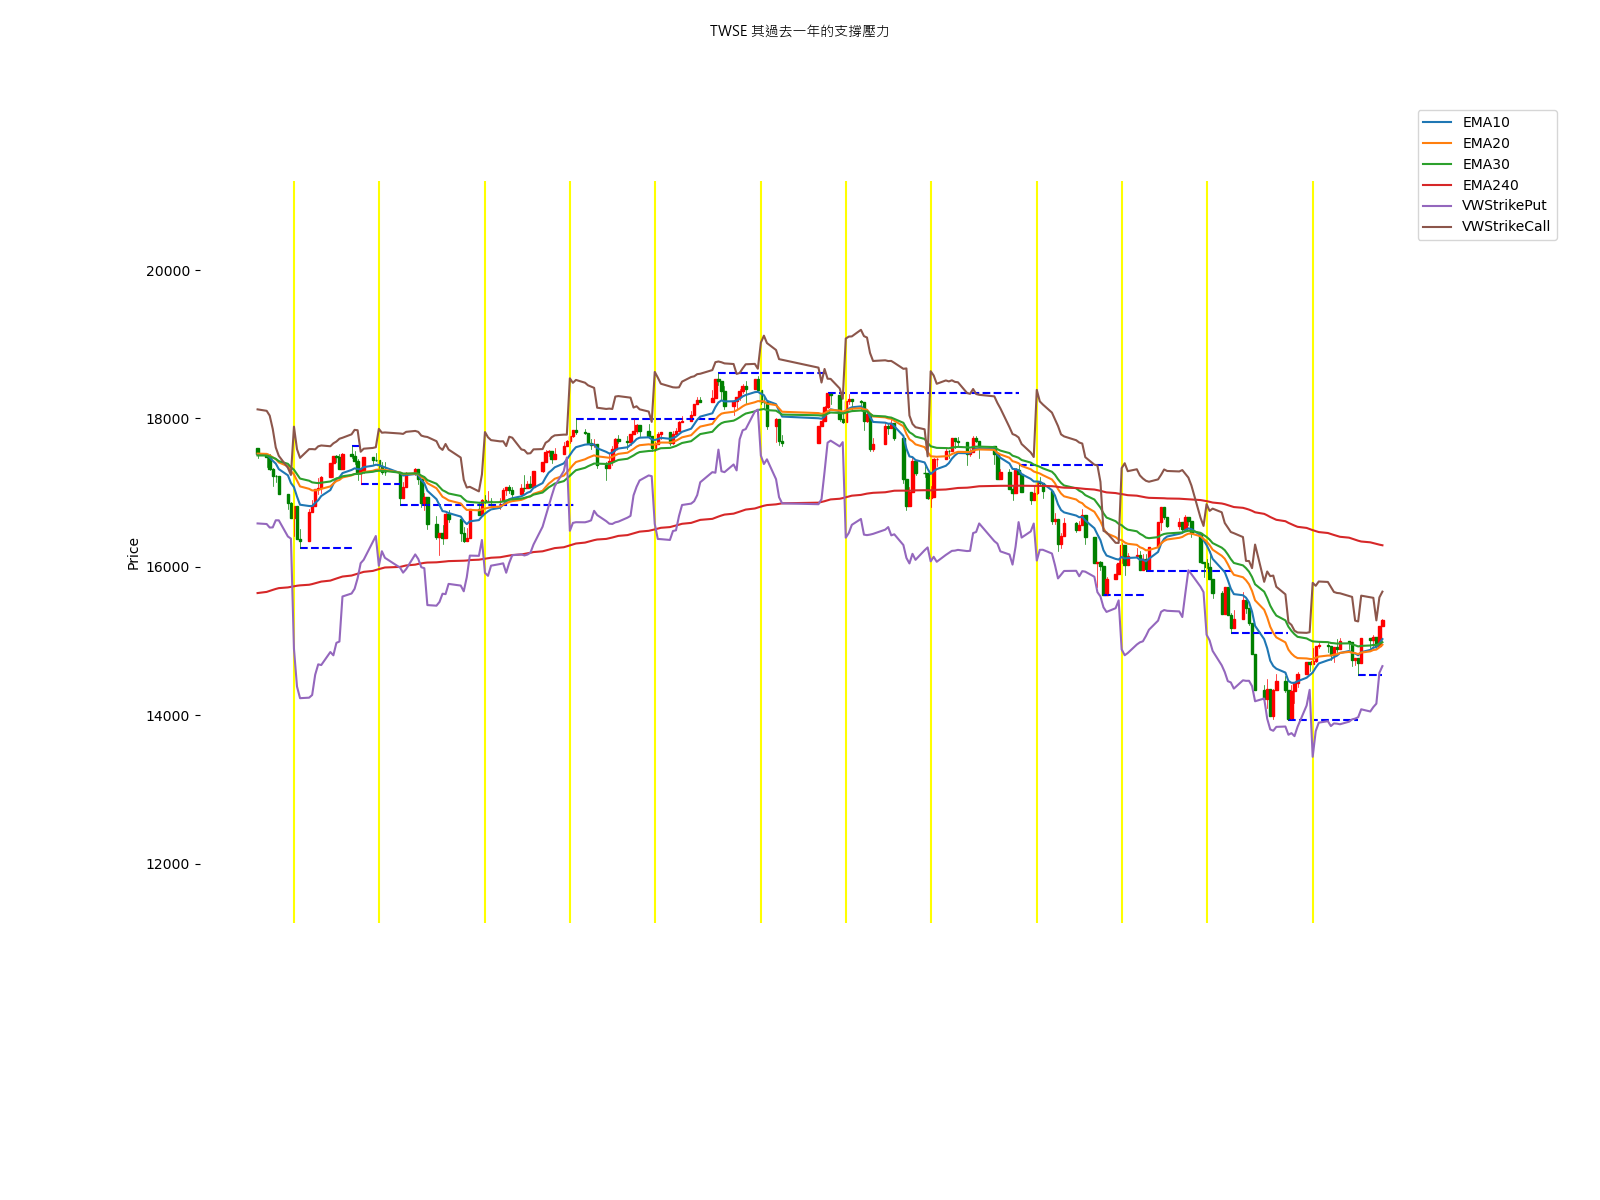 TWSE 其過去一年的支撐壓力
EMA10
EMA20
EMA30
EMA240
VWStrikePut
VWStrikeCall
20000
18000
16000
14000
12000
Price